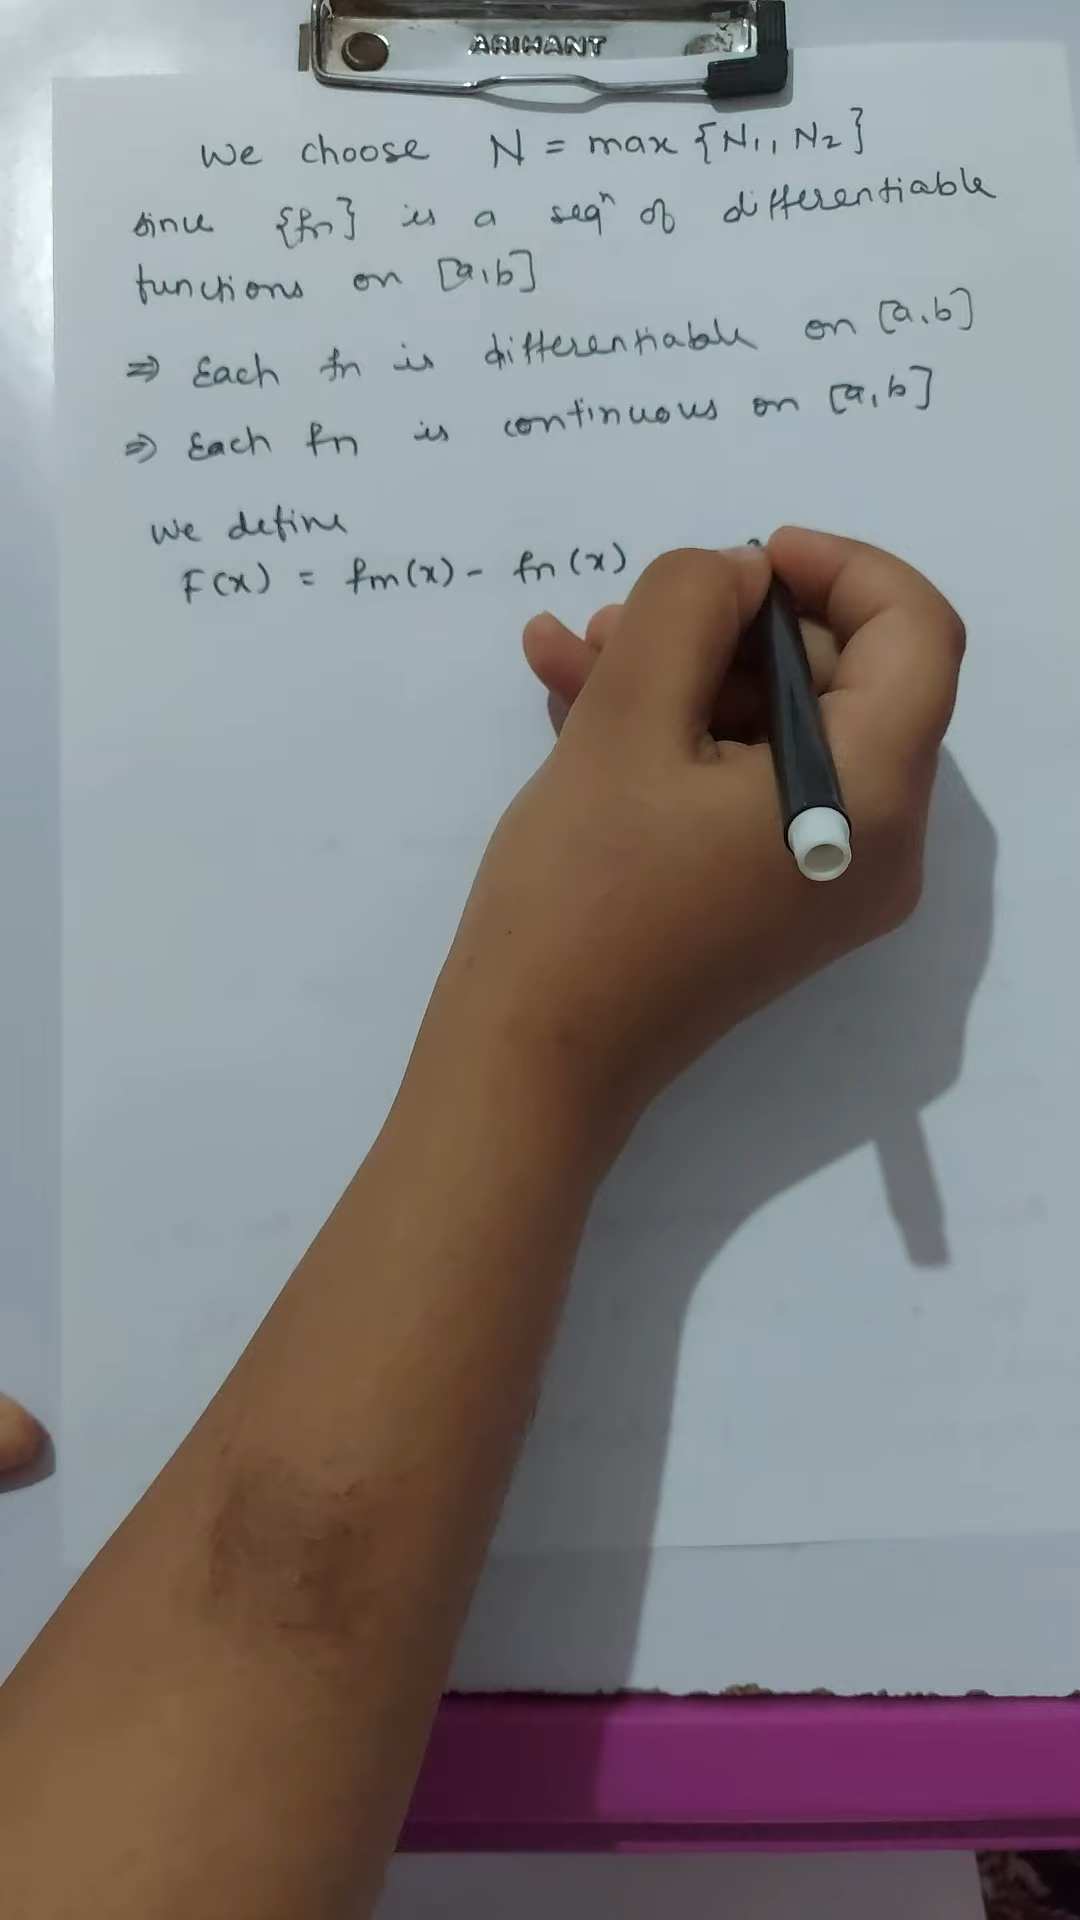 ARIHANT
We choose N = max {N1, N2}
since {fn} is a seqⁿ of differentiable
functions on [a,b]
⇒ Each fn is differentiable on [a,b]
⇒ Each fn is continuous on [a,b]
We define
F(x) = fm(x) - fn(x)